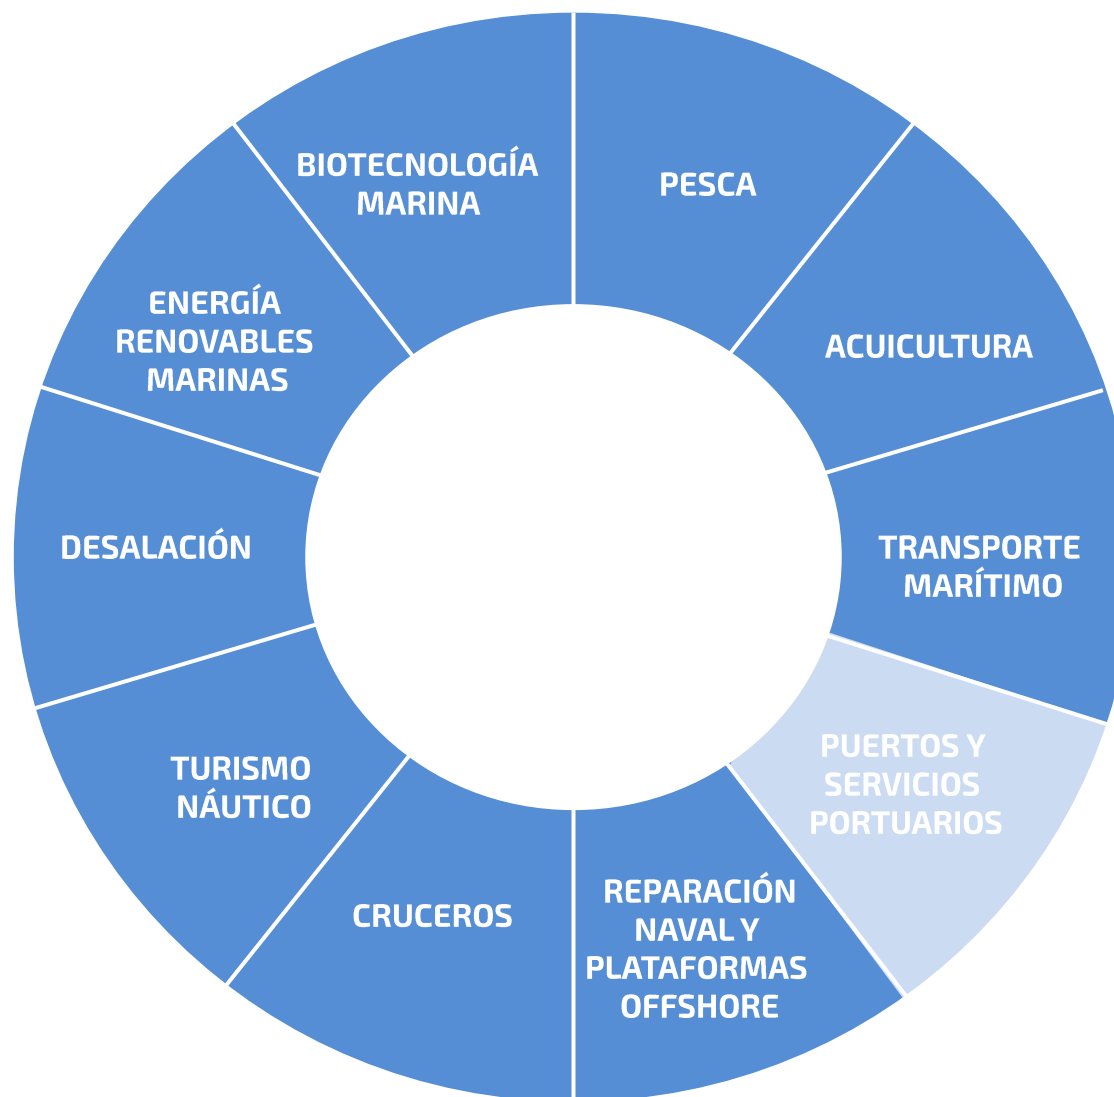 BIOTECNOLOGÍA
MARINA
PESCA
ACUICULTURA
TRANSPORTE
MARÍTIMO
PUERTOS Y
SERVICIOS
PORTUARIOS
REPARACIÓN
NAVAL Y
PLATAFORMAS
OFFSHORE
CRUCEROS
TURISMO
NÁUTICO
DESALACIÓN
ENERGÍA
RENOVABLES
MARINAS